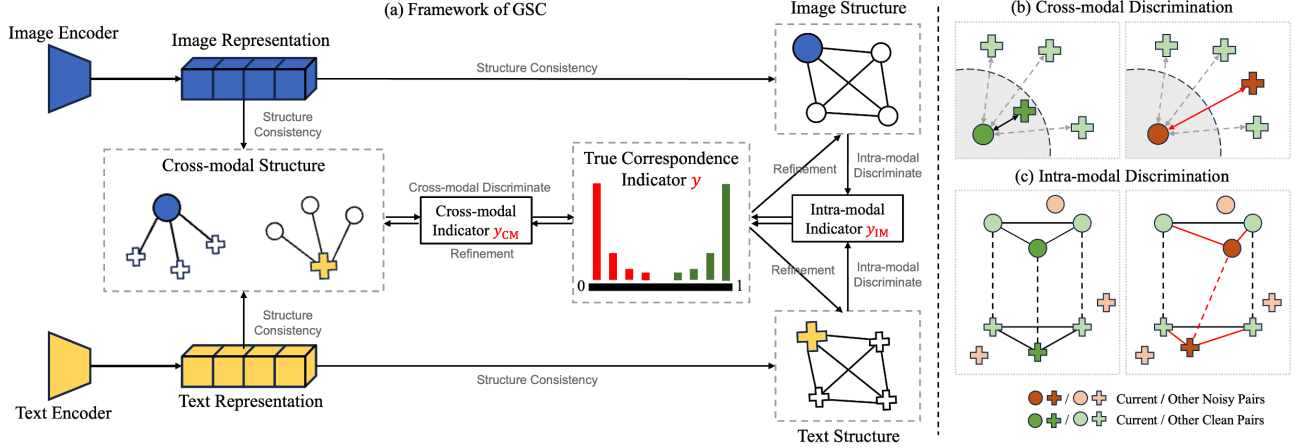 (a) Framework of GSC
Image Encoder
Image Representation
Structure Consistency
Image Structure
Structure
Consistency
Cross-modal Structure
Cross-modal Discriminate
Cross-modal
Indicator y_CM
Refinement
True Correspondence
Indicator y
0
1
Refinement
Intra-modal
Discriminate
Intra-modal
Indicator y_IM
Refinement
Intra-modal
Discriminate
Structure
Consistency
Text Encoder
Text Representation
Structure Consistency
Text Structure
(b) Cross-modal Discrimination
(c) Intra-modal Discrimination
/ Current / Other Noisy Pairs
/ Current / Other Clean Pairs